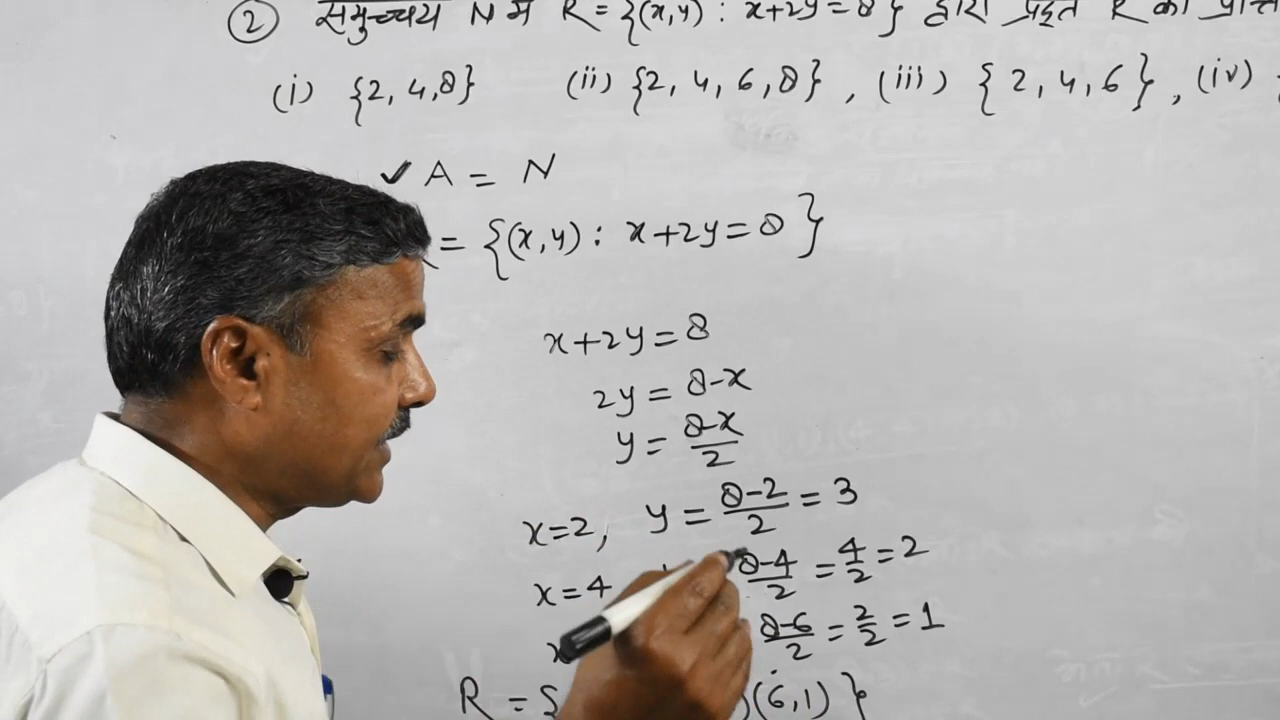 ② समुच्चय N में R = {(x,y) : x+2y = 8} द्वारा प्रदत्त R का
(i) {2, 4, 8} (ii) {2, 4, 6, 8}, (iii) {2, 4, 6}, (iv) {
✓ A = N
= {(x,y) : x+2y = 8}
x+2y = 8
2y = 8-x
y = (8-x)/2
x=2, y = (8-2)/2 = 3
x=4 (8-4)/2 = 4/2 = 2
x (8-6)/2 = 2/2 = 1
R = { )(6,1)}